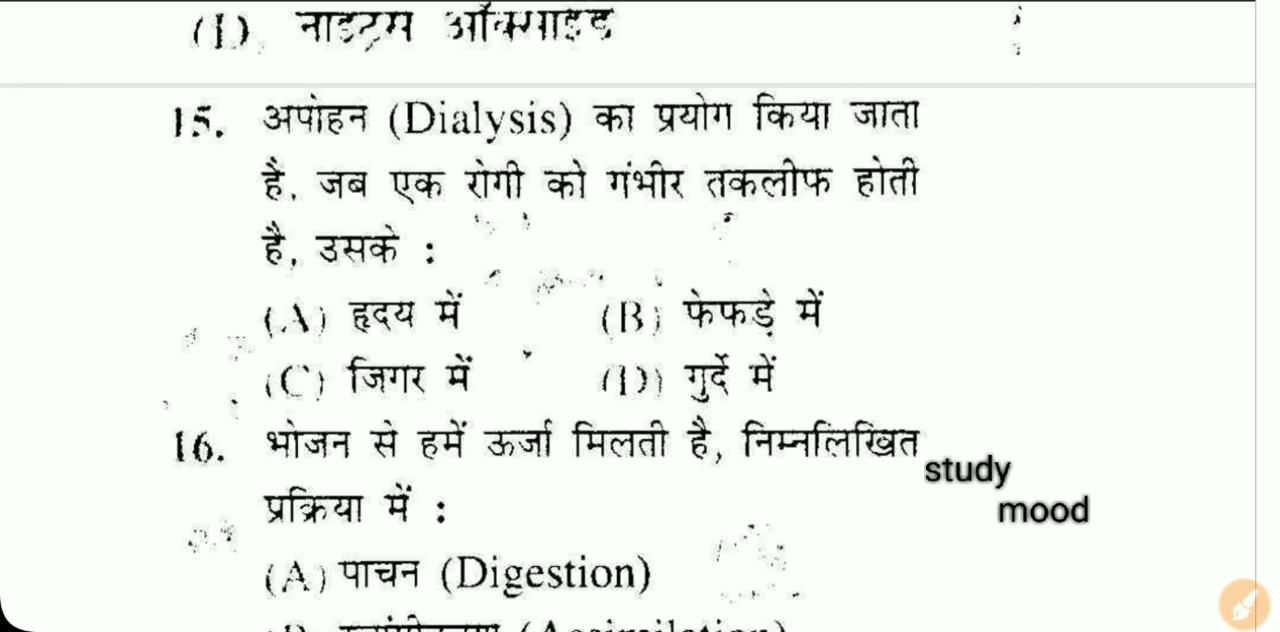 (D) नाइट्रस ऑक्साइड
15. अपोहन (Dialysis) का प्रयोग किया जाता
है, जब एक रोगी को गंभीर तकलीफ होती
है, उसके :
(A) हृदय में (B) फेफड़े में
(C) जिगर में (D) गुर्दे में
16. भोजन से हमें ऊर्जा मिलती है, निम्नलिखित
study
प्रक्रिया में :
mood
(A) पाचन (Digestion)
(Assimilation)